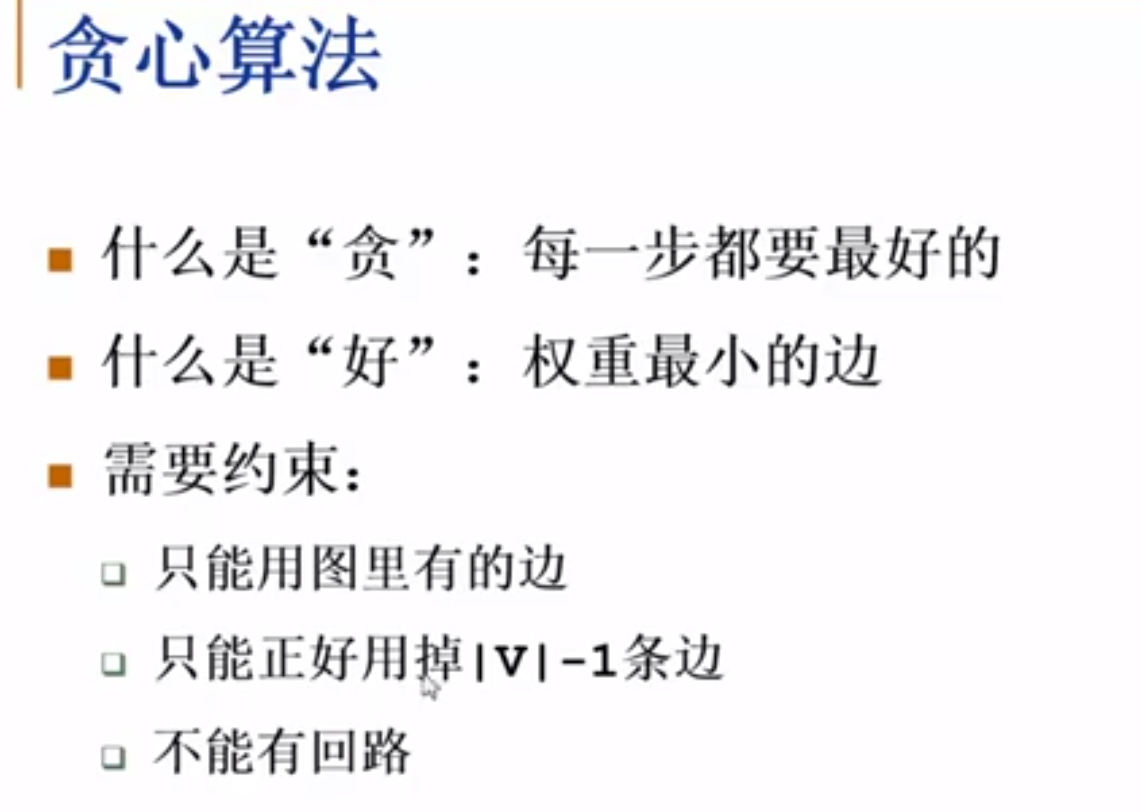 贪心算法
什么是“贪”：每一步都要最好的
什么是“好”：权重最小的边
需要约束：
只能用图里有的边
只能正好用掉|V|-1条边
不能有回路